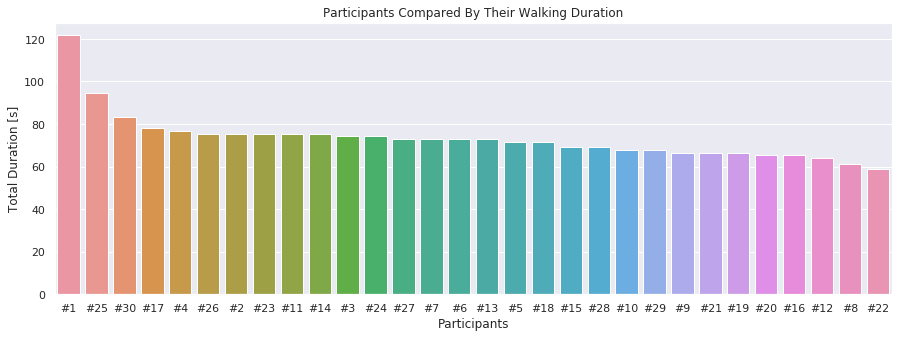 Participants Compared By Their Walking Duration
Total Duration [s]
120
100
80
60
40
20
0
#1 #25 #30 #17 #4 #26 #2 #23 #11 #14 #3 #24 #27 #7 #6 #13 #5 #18 #15 #28 #10 #29 #9 #21 #19 #20 #16 #12 #8 #22
Participants